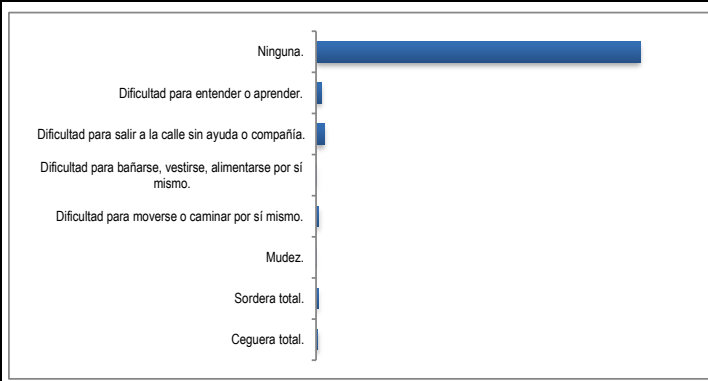 Ninguna.
Dificultad para entender o aprender.
Dificultad para salir a la calle sin ayuda o compañía.
Dificultad para bañarse, vestirse, alimentarse por sí
mismo.
Dificultad para moverse o caminar por sí mismo.
Mudez.
Sordera total.
Ceguera total.